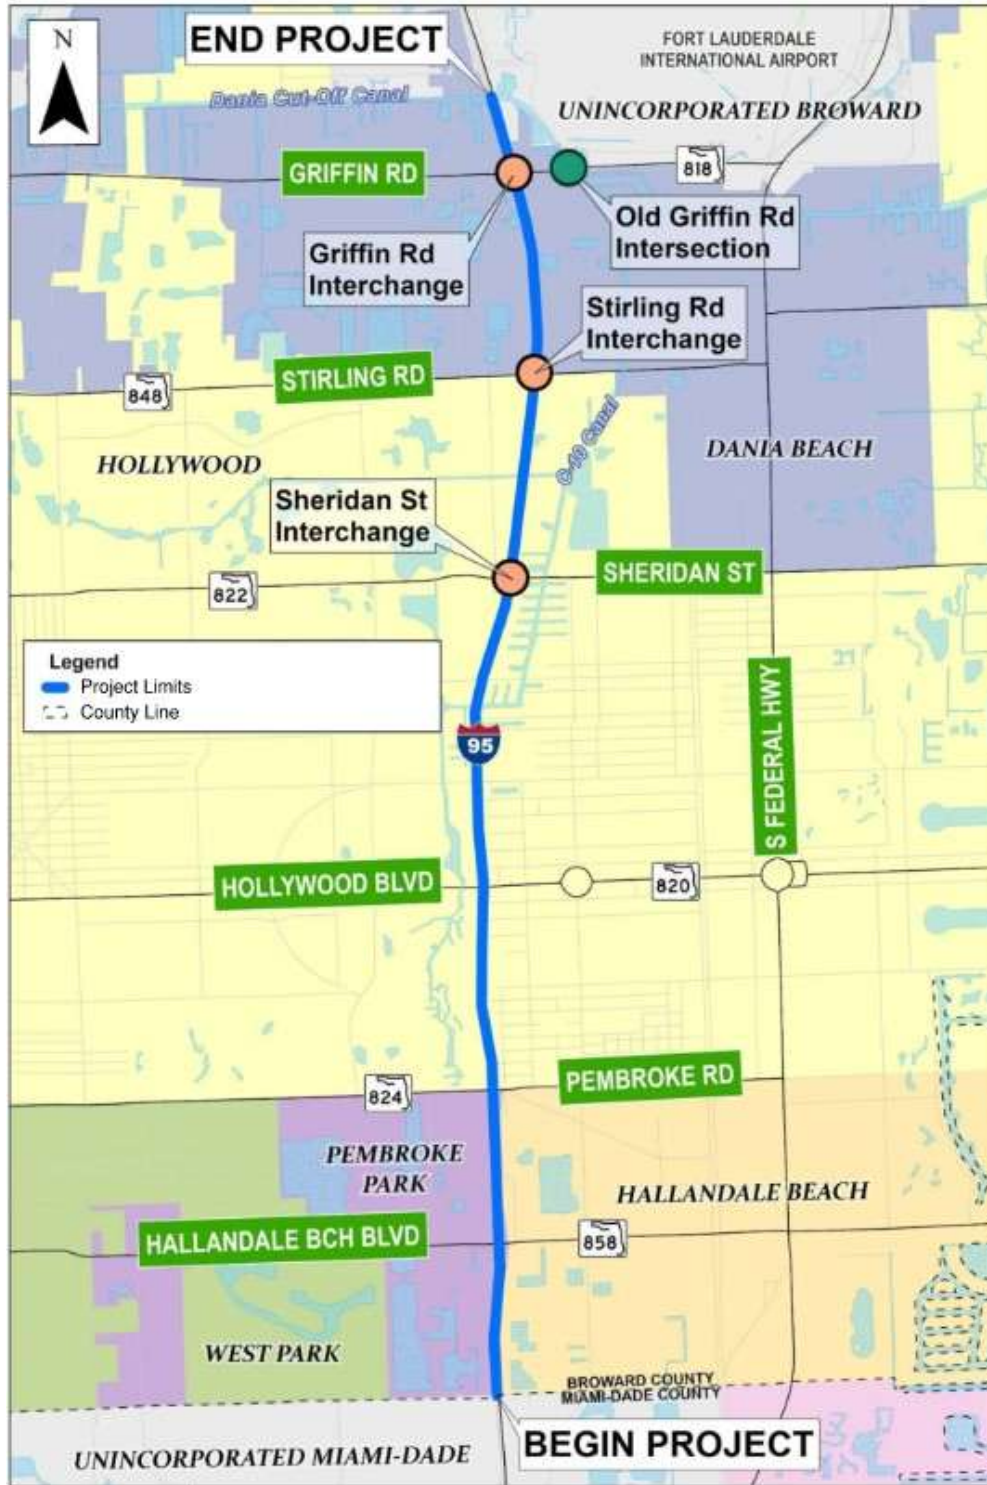 N
END PROJECT
FORT LAUDERDALE
INTERNATIONAL AIRPORT
Dania Cut-Off Canal
UNINCORPORATED BROWARD
GRIFFIN RD
818
Old Griffin Rd
Intersection
Griffin Rd
Interchange
Stirling Rd
Interchange
STIRLING RD
848
C-10 Canal
HOLLYWOOD
DANIA BEACH
Sheridan St
Interchange
SHERIDAN ST
822
Legend
Project Limits
County Line
95
S FEDERAL HWY
HOLLYWOOD BLVD
820
PEMBROKE RD
824
PEMBROKE
PARK
HALLANDALE BEACH
HALLANDALE BCH BLVD
858
WEST PARK
BROWARD COUNTY
MIAMI-DADE COUNTY
BEGIN PROJECT
UNINCORPORATED MIAMI-DADE